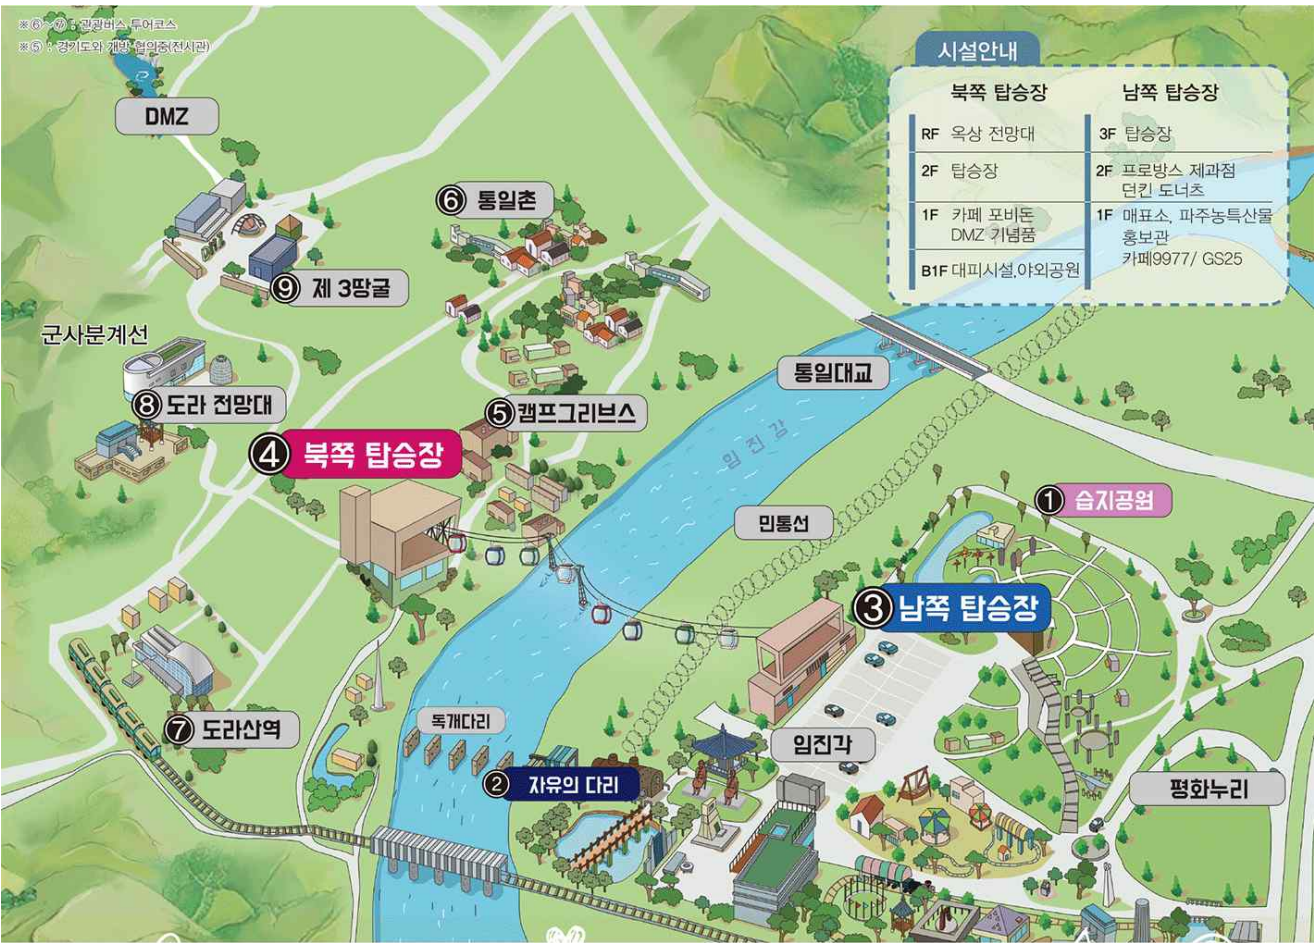 ※⑥~⑦ : 관광버스 투어코스
※⑤ : 경기도와 개방 협의중(전시관)
시설안내
북쪽 탑승장
RF 옥상 전망대
2F 탑승장
1F 카페 포비돈
DMZ 기념품
B1F 대피시설,야외공원
남쪽 탑승장
3F 탑승장
2F 프로방스 제과점
던킨 도너츠
1F 매표소, 파주농특산물
홍보관
카페9977/ GS25
DMZ
⑥ 통일촌
⑨ 제 3땅굴
DMZ
군사분계선
통일대교
⑧ 도라 전망대
⑤ 캠프그리브스
임진강
④ 북쪽 탑승장
① 습지공원
민통선
③ 남쪽 탑승장
독개다리
⑦ 도라산역
임진각
② 자유의 다리
평화누리